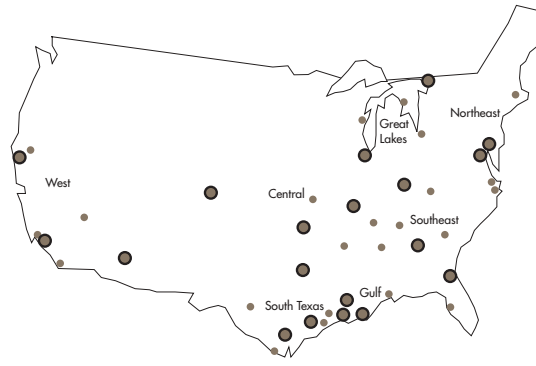 Northeast
Great
Lakes
West
Central
Southeast
Gulf
South Texas